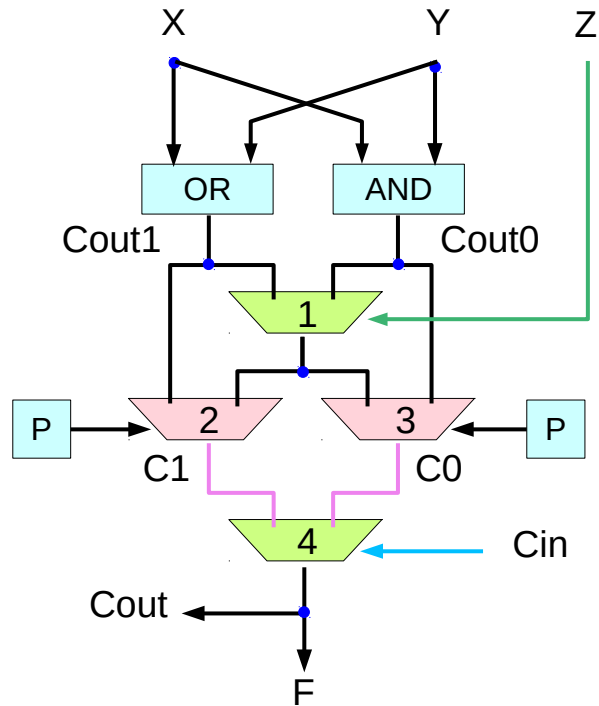 X Y Z
OR AND
Cout1 Cout0
1
P 2 3 P
C1 C0
4 Cin
Cout
F